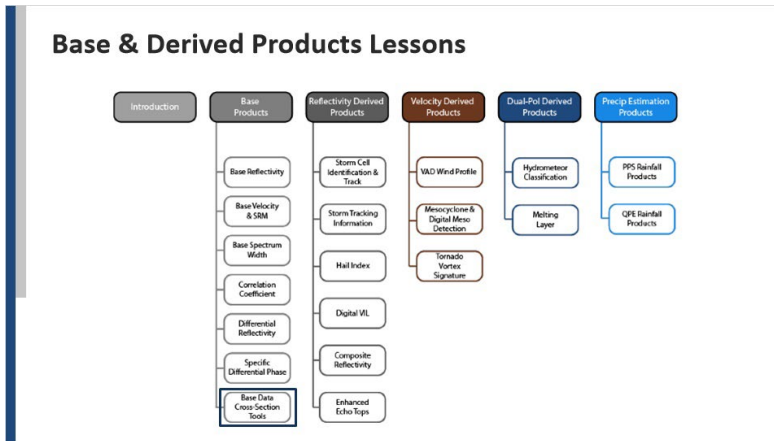 Base & Derived Products Lessons
Introduction
Base
Products
Reflectivity Derived
Products
Velocity Derived
Products
Dual-Pol Derived
Products
Precip Estimation
Products
Base Reflectivity
Base Velocity
& SRM
Base Spectrum
Width
Correlation
Coefficient
Differential
Reflectivity
Specific
Differential Phase
Base Data
Cross-Section
Tools
Storm Cell
Identification &
Track
Storm Tracking
Information
Hail Index
Digital VIL
Composite
Reflectivity
Enhanced
Echo Tops
VAD Wind Profile
Mesocyclone &
Digital Meso
Detection
Tornado
Vortex
Signature
Hydrometeor
Classification
Melting
Layer
PPS Rainfall
Products
QPE Rainfall
Products